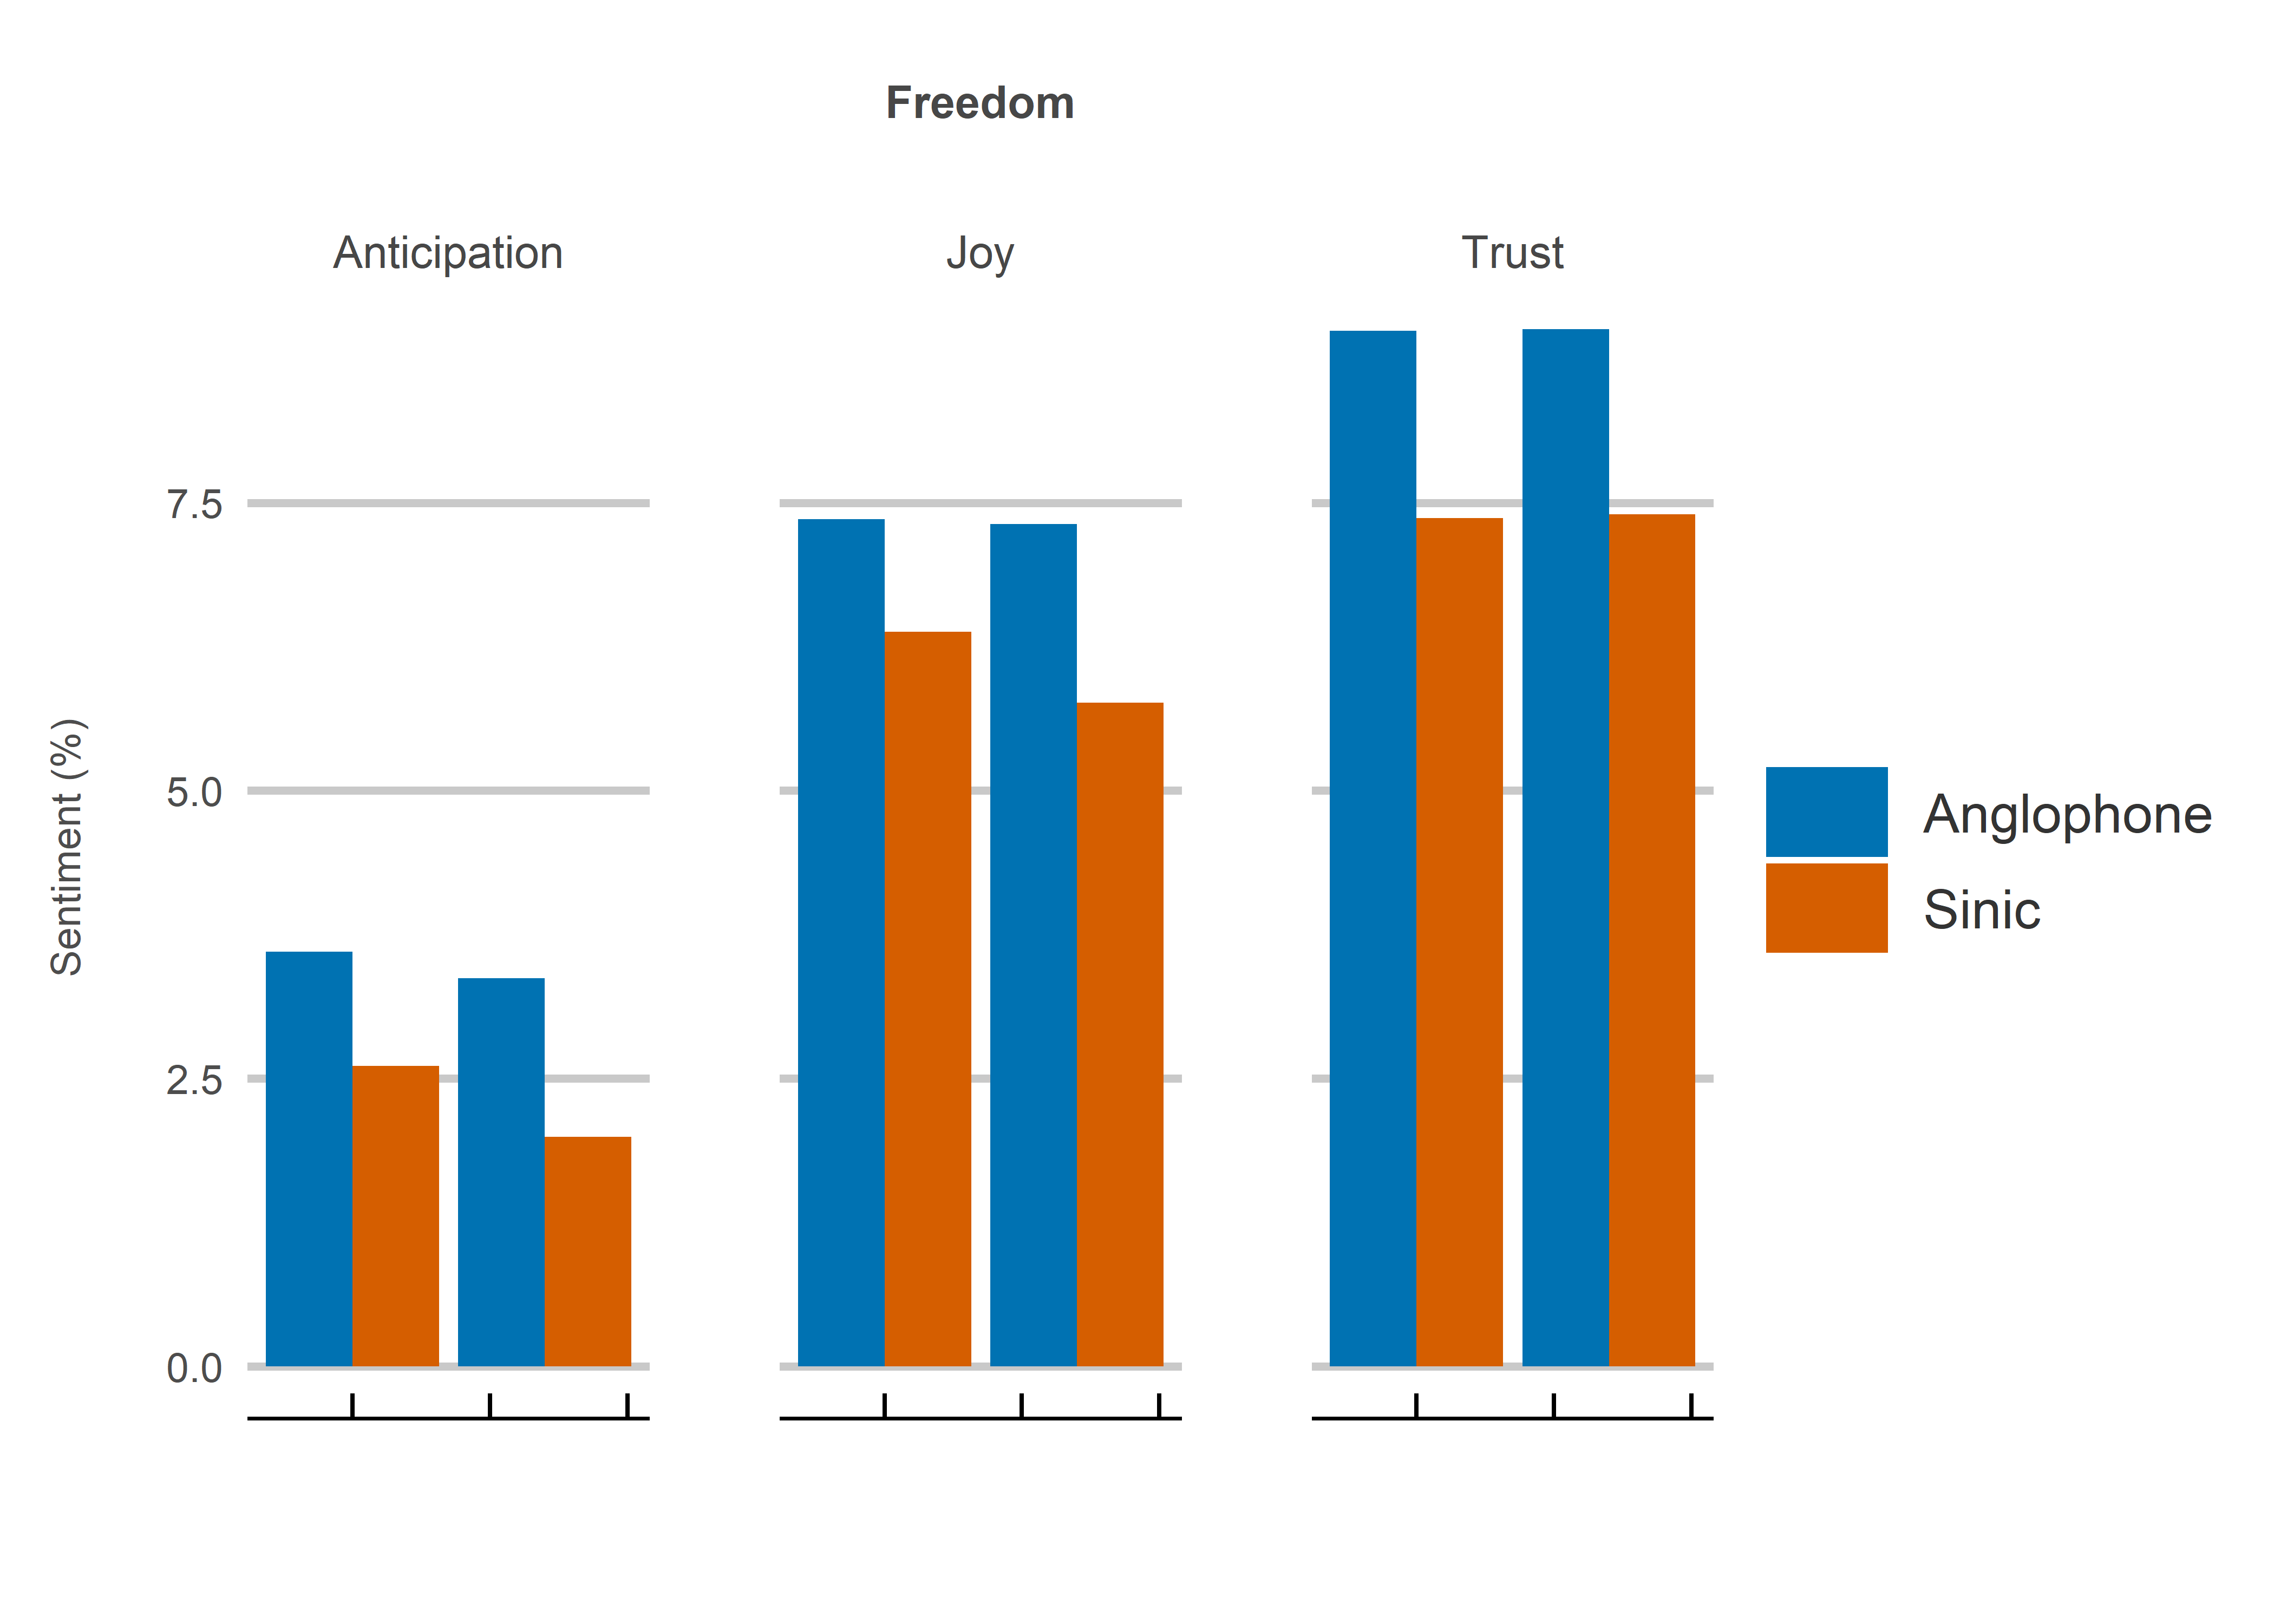 Freedom
Anticipation
Joy
Trust
7.5
5.0
2.5
0.0
Sentiment (%)
Anglophone
Sinic